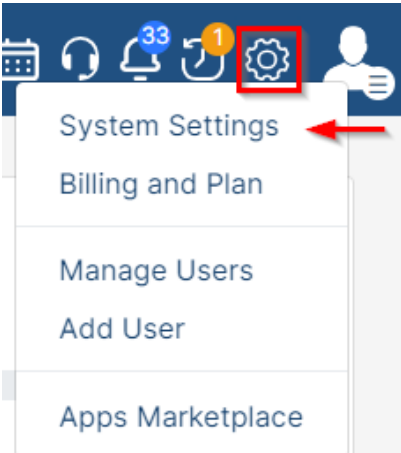 33
1
System Settings
Billing and Plan
Manage Users
Add User
Apps Marketplace